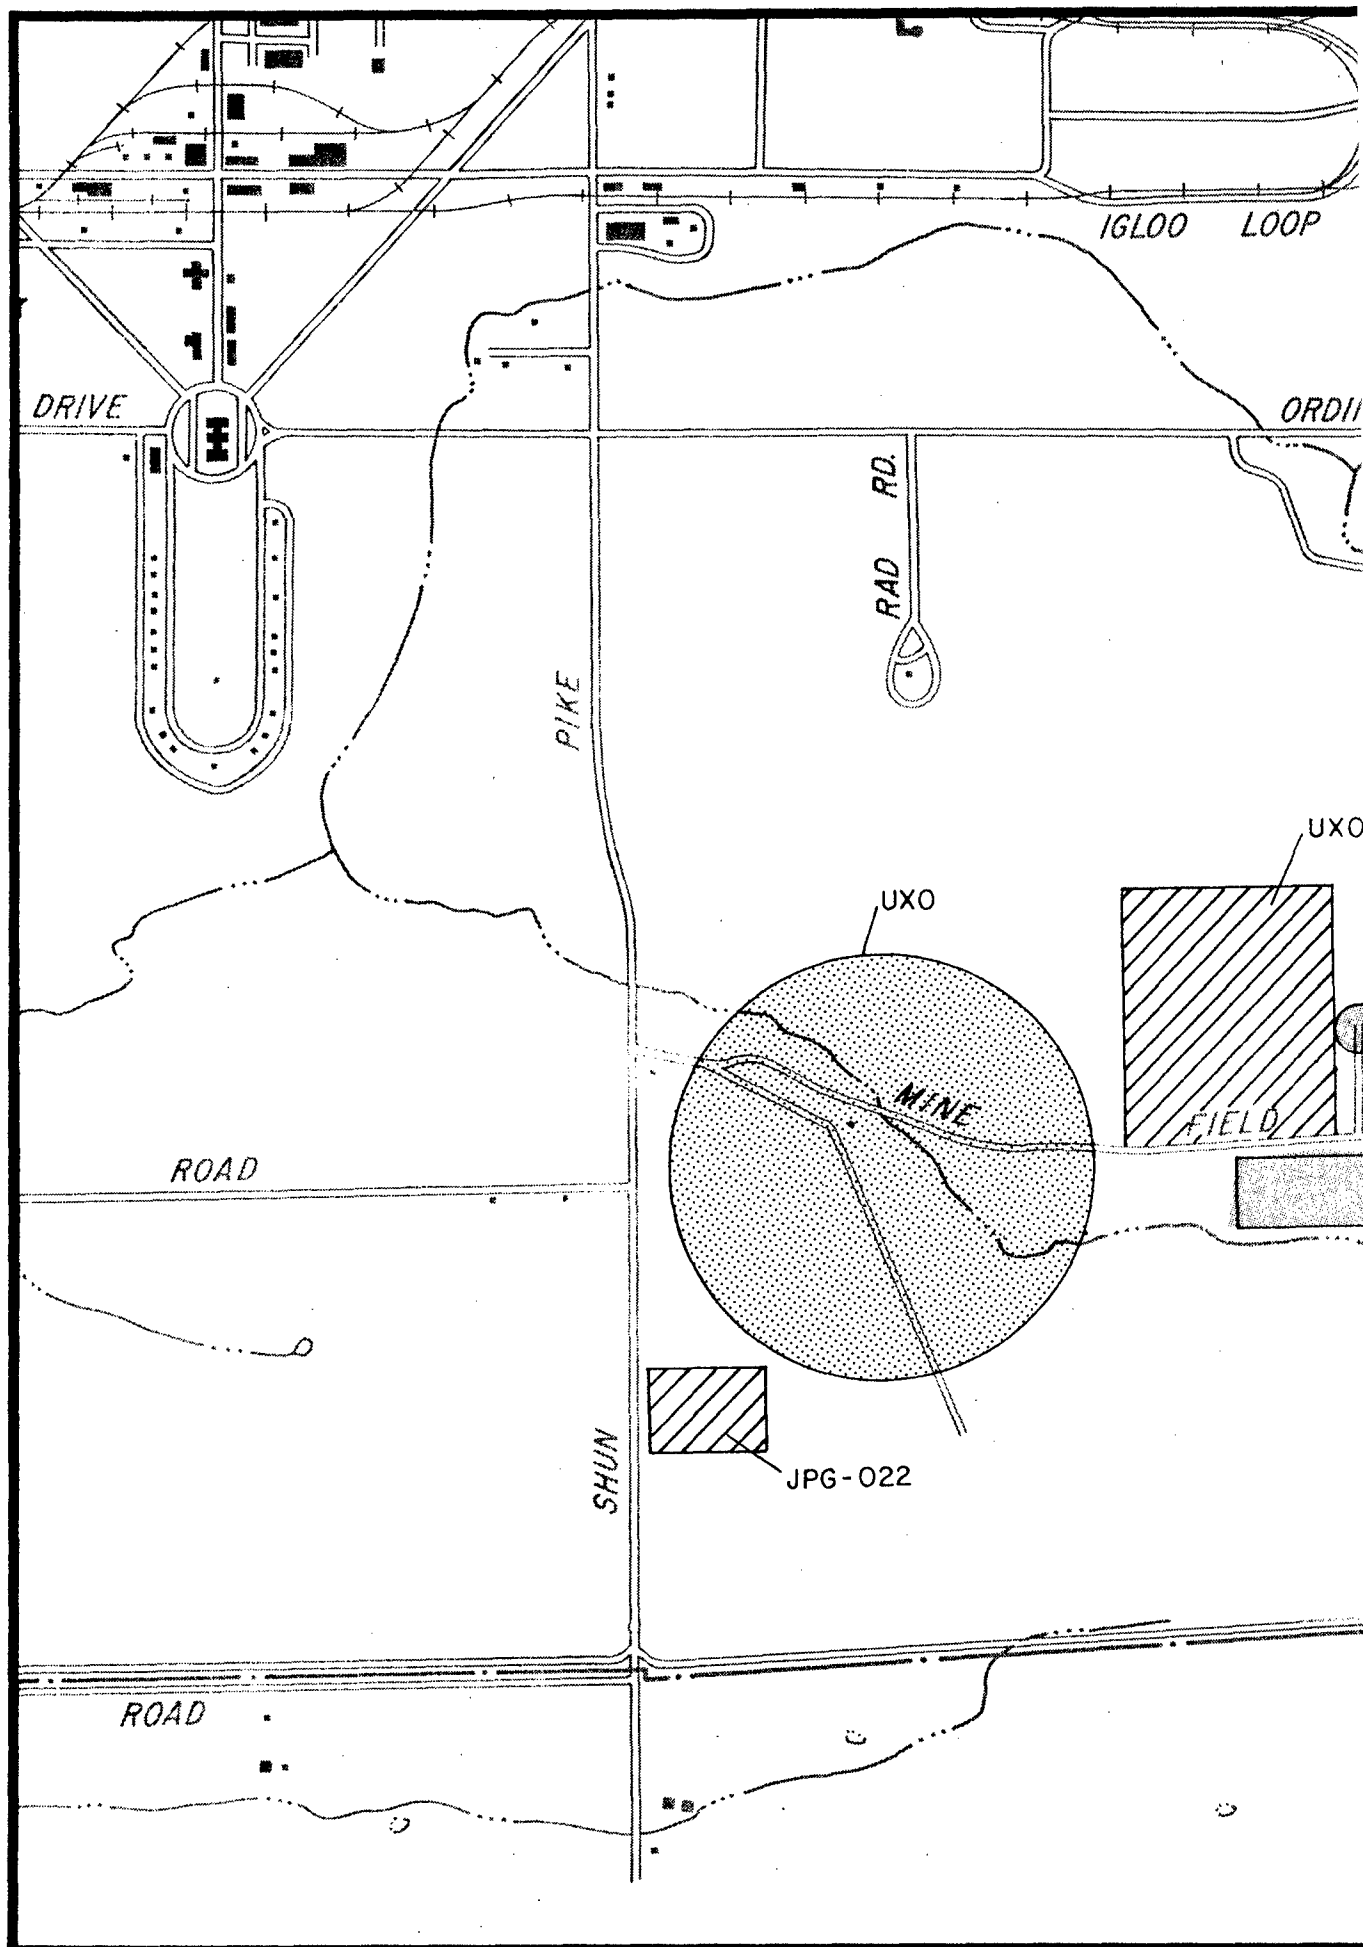 IGLOO LOOP
DRIVE
ORDI
RAD RD.
PIKE
UXO
UXO
MINE
FIELD
ROAD
SHUN
JPG-022
ROAD